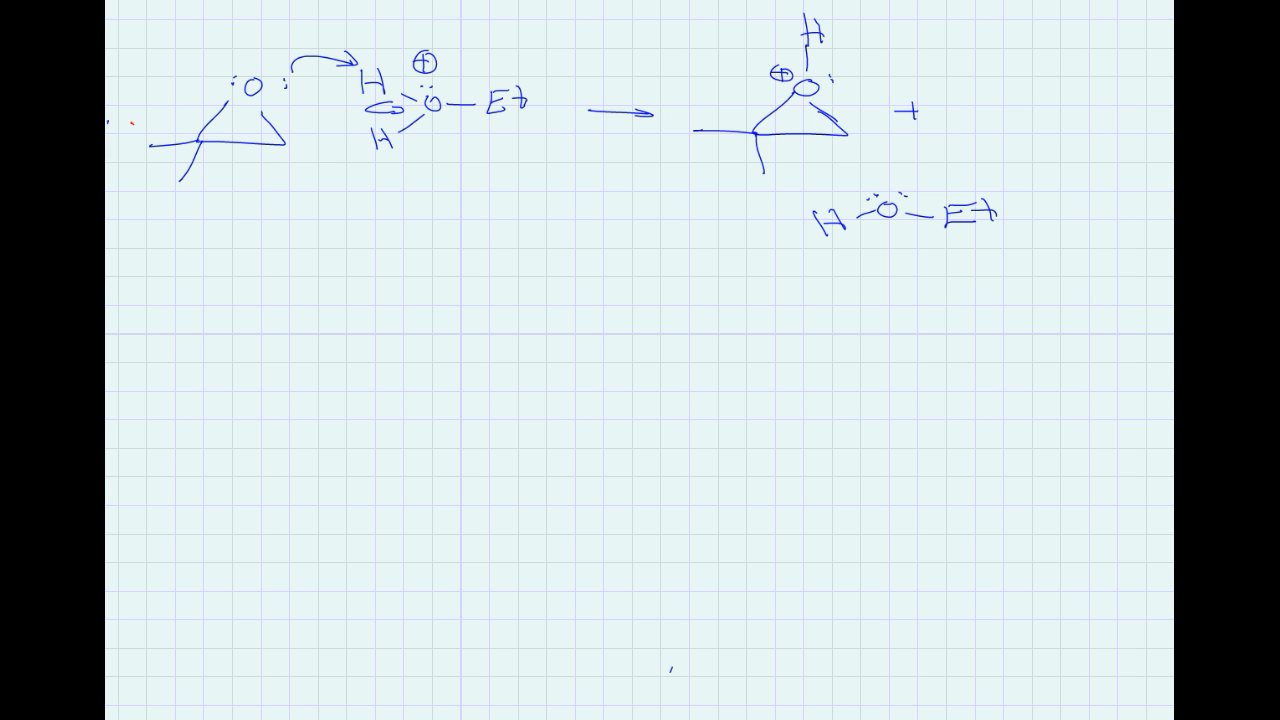 :O: H ⊕ Ö — Et H → H ⊕ O: +
H — Ö — Et